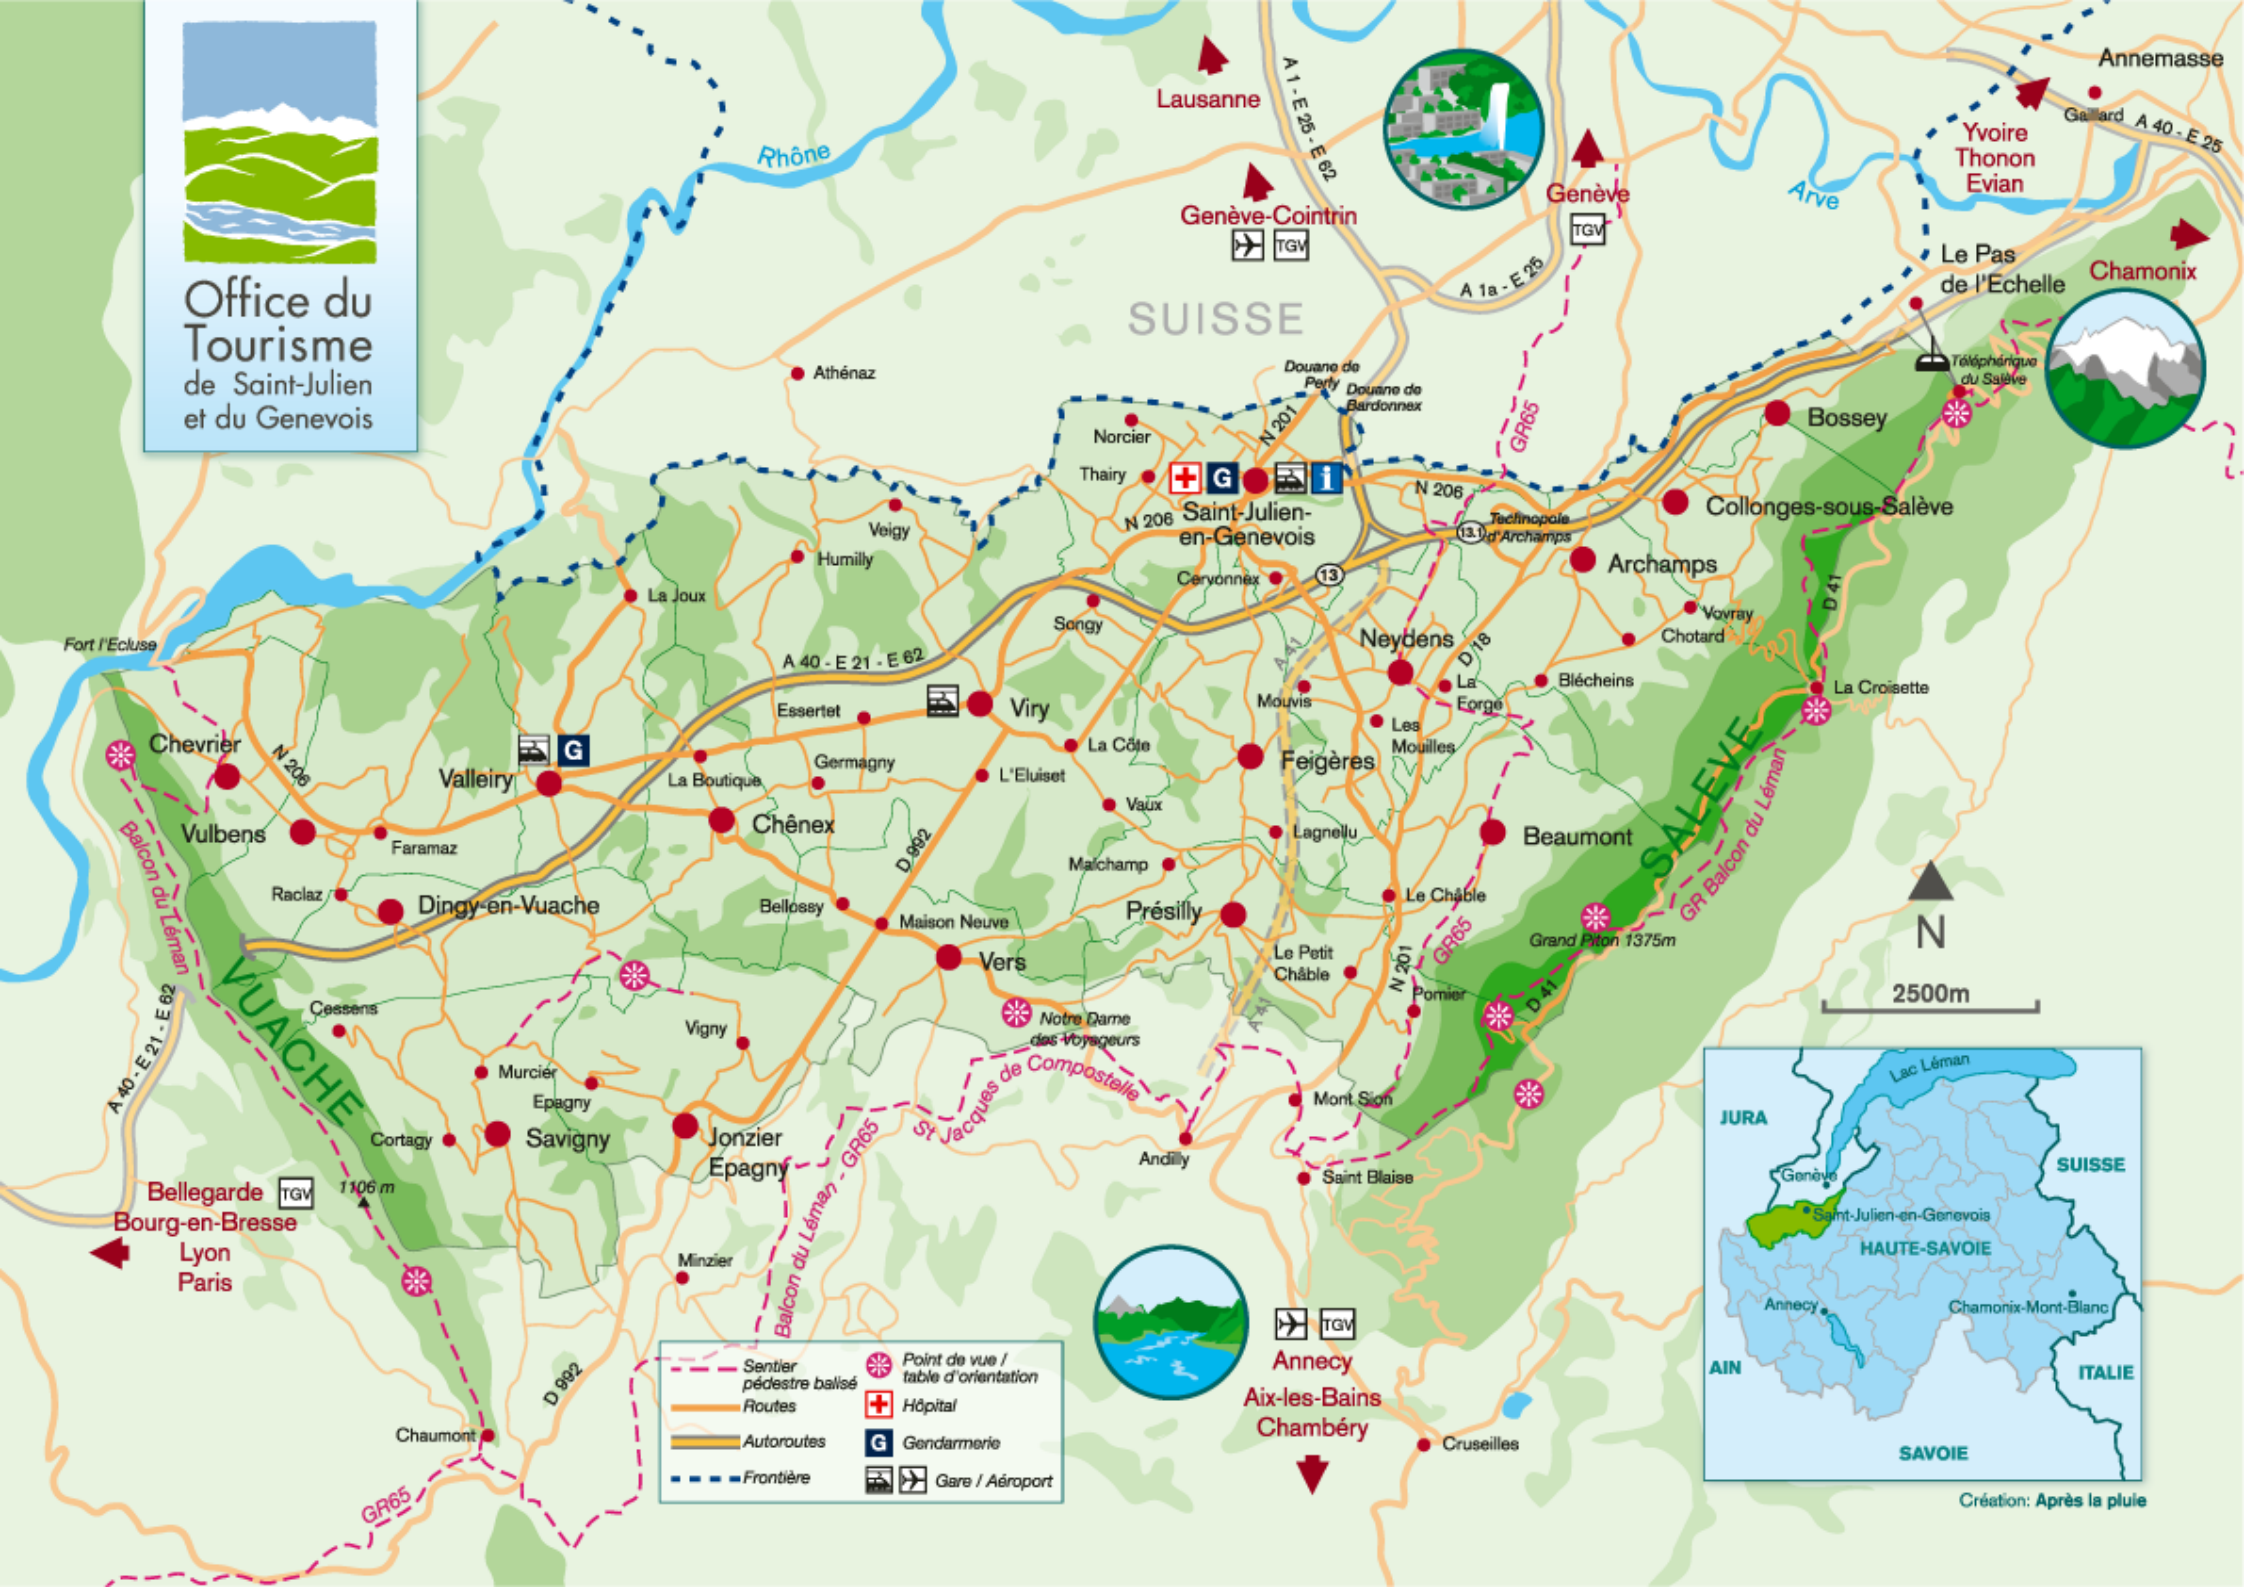 Office du
Tourisme
de Saint-Julien
et du Genevois
Rhône
Lausanne
A 1 - E 25 - E 62
Genève-Cointrin
TGV
Genève
TGV
A 1a - E 25
SUISSE
Arve
Annemasse
Gaillard
A 40 - E 25
Yvoire
Thonon
Evian
Chamonix
Le Pas
de l'Echelle
Téléphérique
du Salève
Athénaz
Douane de
Perly
Douane de
Bardonnex
N 201
GR65
Norcier
Thairy
G
i
Saint-Julien-
en-Genevois
N 206
N 206
Technopole
d'Archamps
13.1
13
Bossey
Collonges-sous-Salève
Archamps
Vovray
Chotard
D 41
La Croisette
Veigy
Humilly
La Joux
Cervonnex
Songy
Neydens
D 18
La
Forge
Blécheins
A 41
Mouvis
Les
Mouilles
Fort l'Ecluse
A 40 - E 21 - E 62
Essertet
Viry
La Côte
L'Eluiset
Germagny
La Boutique
G
Valleiry
Chevrier
N 206
Vulbens
Faramaz
Chênex
Vaux
Feigères
Lagnellu
Beaumont
SALEVE
GR Balcon du Léman
Malchamp
D 992
Raclaz
Dingy-en-Vuache
Bellossy
Maison Neuve
Vers
Présilly
Le Châble
Le Petit
Châble
N 201
GR65
Pomier
Grand Piton 1375m
D 41
N
2500m
Balcon du Léman
VUACHE
A 40 - E 21 - E 62
Cessens
Vigny
Notre Dame
des Voyageurs
A 41
Murcier
Epagny
Cortagy
Savigny
Jonzier
Epagny
St Jacques de Compostelle
Balcon du Léman - GR65
Andilly
Mont Sion
Saint Blaise
1106 m
Bellegarde
TGV
Bourg-en-Bresse
Lyon
Paris
Minzier
D 992
Chaumont
GR65
TGV
Annecy
Aix-les-Bains
Chambéry
Cruseilles
Sentier
pédestre balisé
Routes
Autoroutes
Frontière
Point de vue /
table d'orientation
Hôpital
G
Gendarmerie
Gare / Aéroport
Lac Léman
JURA
SUISSE
Genève
Saint-Julien-en-Genevois
HAUTE-SAVOIE
Annecy
Chamonix-Mont-Blanc
AIN
ITALIE
SAVOIE
Création: Après la pluie